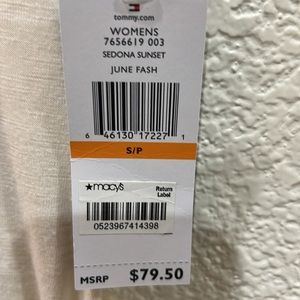 tommy.com
WOMENS
7656619 003
SEDONA SUNSET
JUNE FASH
6 46130 17227 1
S/P
★macys
Return
Label
0523967414398
MSRP $79.50